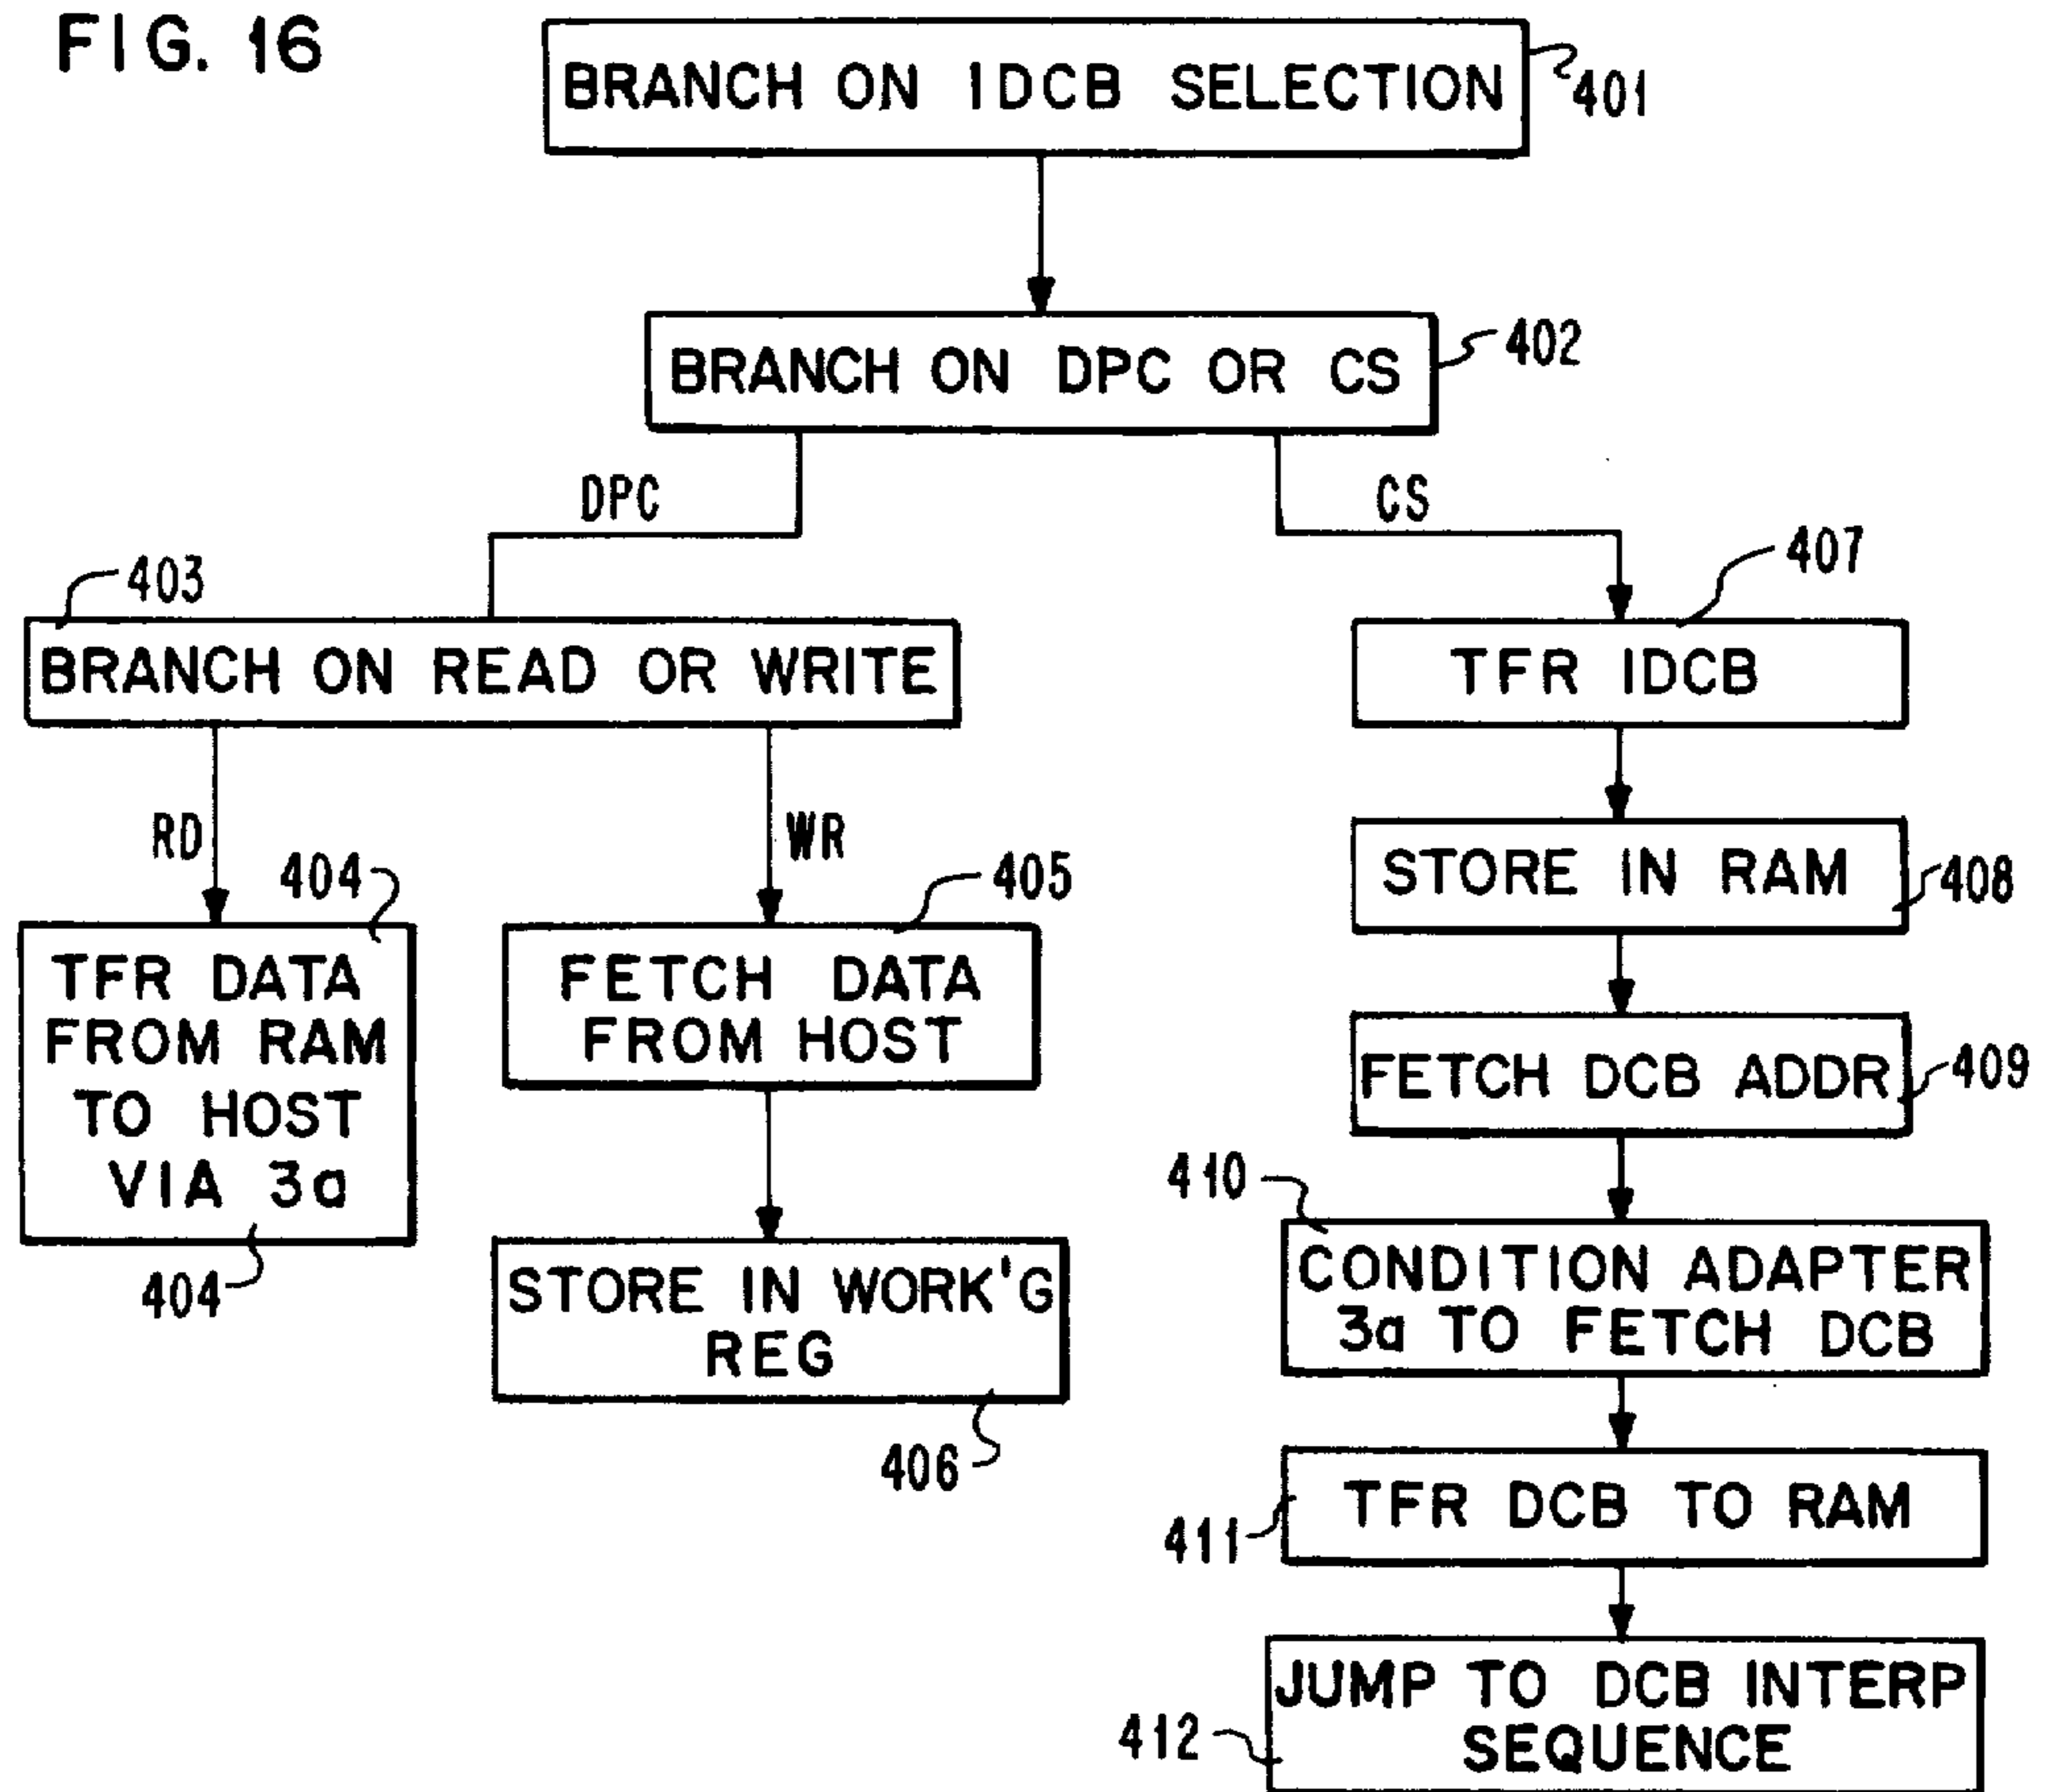 FIG. 16
BRANCH ON IDCB SELECTION
401
BRANCH ON DPC OR CS
402
DPC
CS
403
407
BRANCH ON READ OR WRITE
TFR IDCB
RD
WR
404
405
STORE IN RAM
408
TFR DATA
FROM RAM
TO HOST
VIA 3a
404
FETCH DATA
FROM HOST
FETCH DCB ADDR
409
STORE IN WORK'G
REG
406
410
CONDITION ADAPTER
3a TO FETCH DCB
TFR DCB TO RAM
411
JUMP TO DCB INTERP
SEQUENCE
412